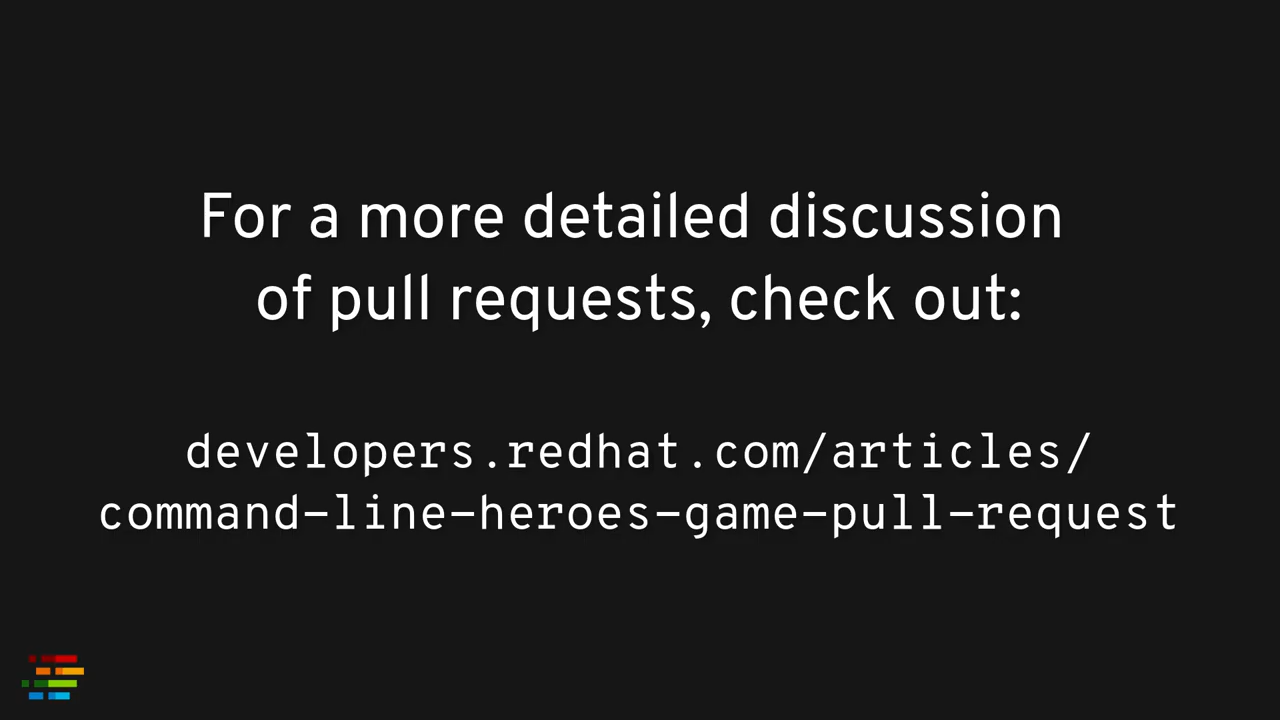 For a more detailed discussion
of pull requests, check out:
developers.redhat.com/articles/
command-line-heroes-game-pull-request